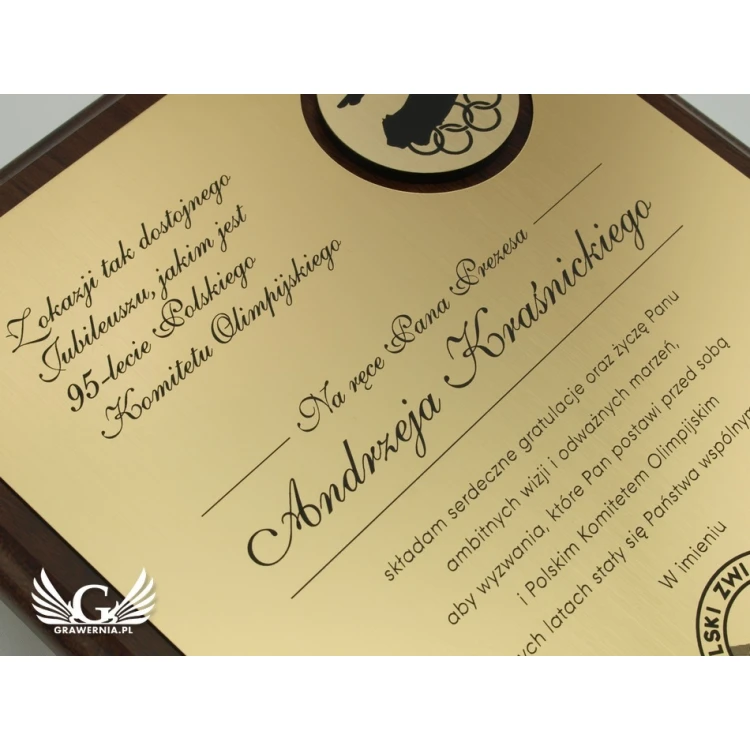 Z okazji tak dostojnego
Jubileuszu, jakim jest
95-lecie Polskiego
Komitetu Olimpijskiego
Na ręce Pana Prezesa
Andrzeja Kraśnickiego
składam serdeczne gratulacje oraz życzę Panu
ambitnych wizji i odważnych marzeń,
aby wyzwania, które Pan postawi przed sobą
i Polskim Komitetem Olimpijskim
latach stały się Państwa
W imieniu
G
GRAWERNIA.PL